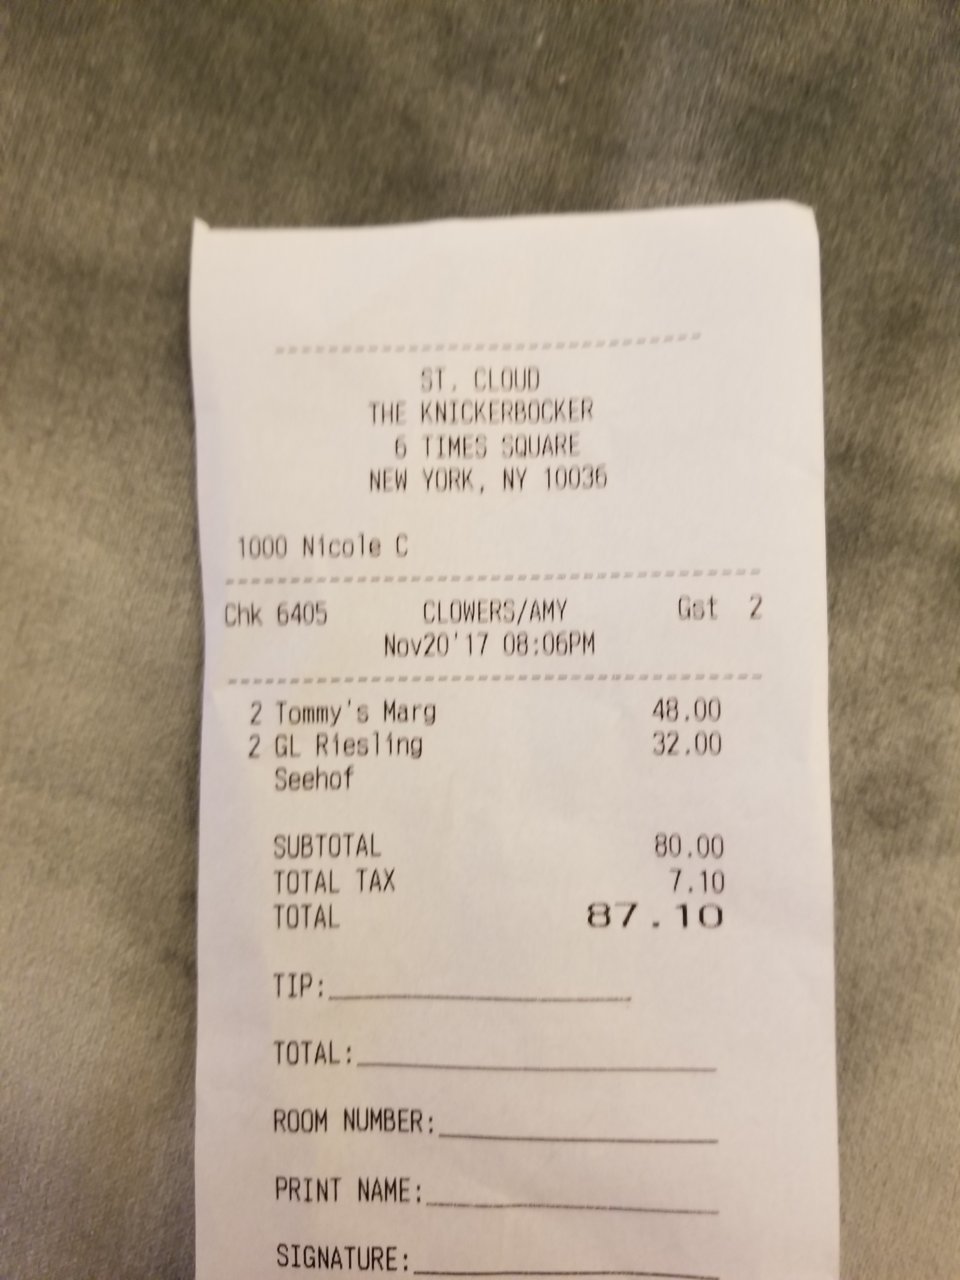 ST. CLOUD
THE KNICKERBOCKER
6 TIMES SQUARE
NEW YORK, NY 10036
1000 Nicole C
Chk 6405 CLOWERS/AMY Gst 2
Nov20'17 08:06PM
2 Tommy's Marg 48.00
2 GL Riesling 32.00
Seehof
SUBTOTAL 80.00
TOTAL TAX 7.10
TOTAL 87.10
TIP:
TOTAL:
ROOM NUMBER:
PRINT NAME:
SIGNATURE: